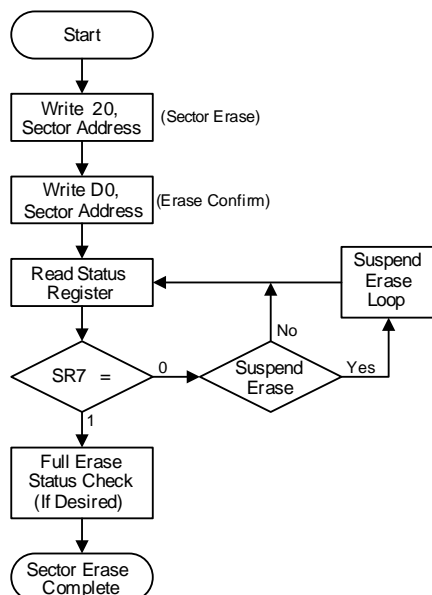 Start
Write 20,
Sector Address
(Sector Erase)
Write D0,
Sector Address
(Erase Confirm)
Read Status
Register
Suspend
Erase
Loop
No
SR7 =
0
Suspend
Erase
Yes
1
Full Erase
Status Check
(If Desired)
Sector Erase
Complete